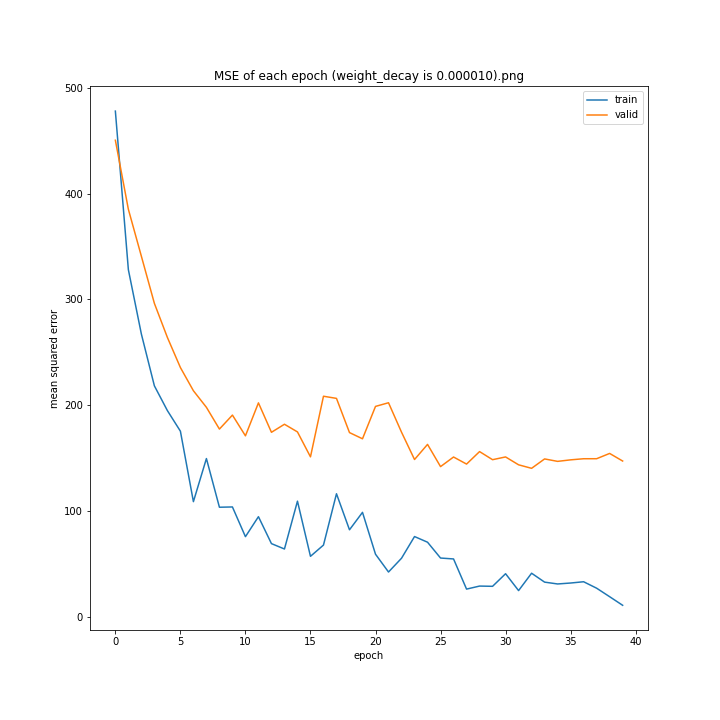 MSE of each epoch (weight_decay is 0.000010).png
train
valid
500
400
300
200
100
0
mean squared error
0 5 10 15 20 25 30 35 40
epoch